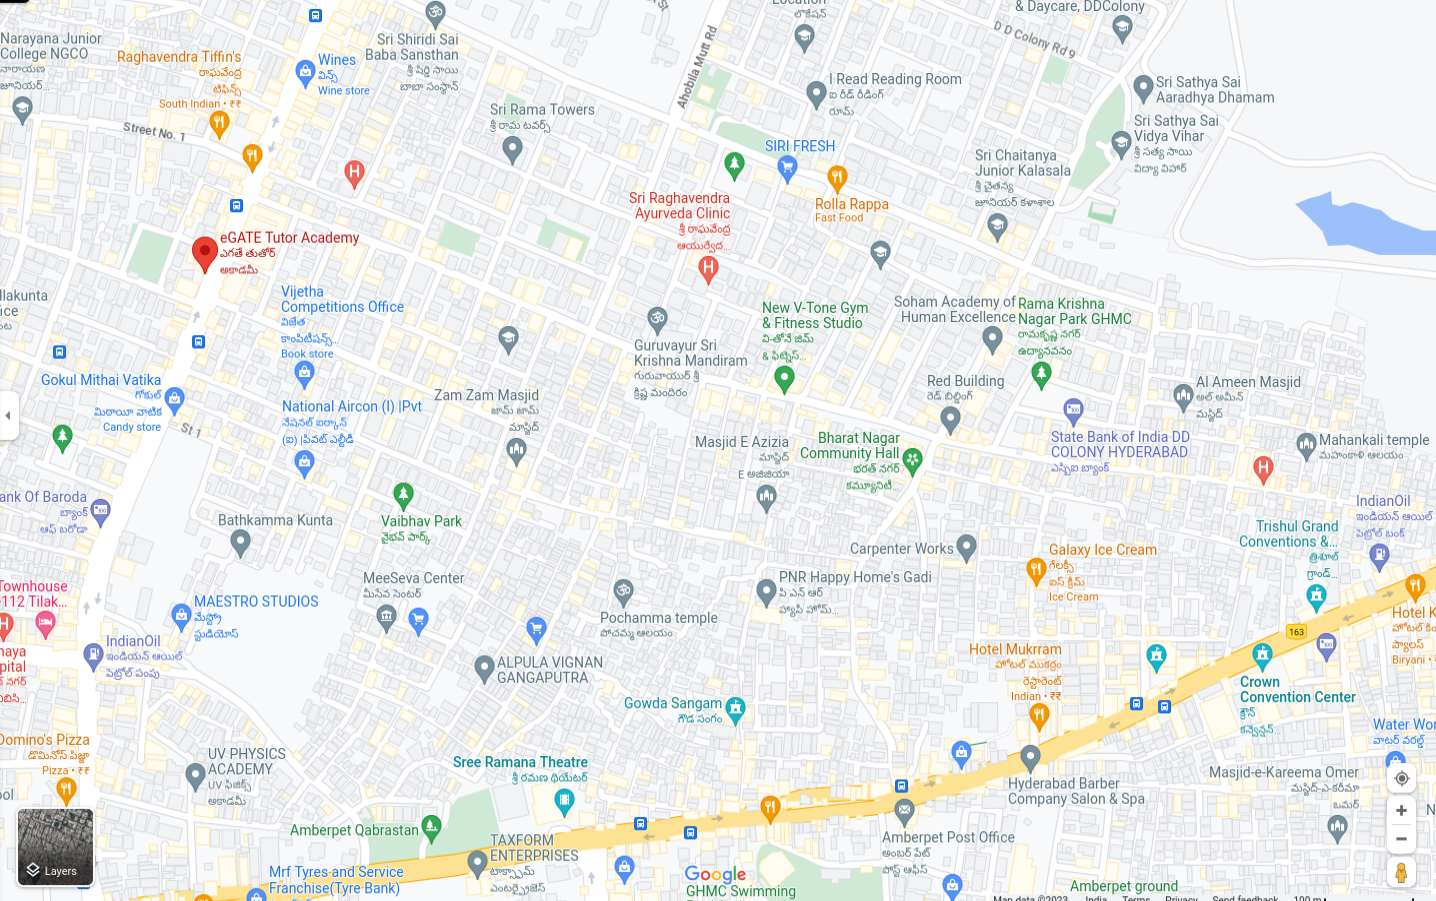 Location
లొకేషన్
& Daycare, DDColony
Narayana Junior
College NGCO
నారాయణ
జూనియర్...
Raghavendra Tiffin's
రాఘవేంద్ర
టిఫిన్స్
South Indian • ₹₹
Wines
విన్స్
Wine store
Sri Shiridi Sai
Baba Sansthan
శ్రీ షిర్డి సాయి
బాబా సంస్థాన్
Ahobila Mutt Rd
D D Colony Rd 9
I Read Reading Room
ఐ రీడ్ రీడింగ్
రూమ్
Sri Sathya Sai
Aaradhya Dhamam
Sri Sathya Sai
Vidya Vihar
శ్రీ సత్య సాయి
విద్యా విహార్
Sri Rama Towers
శ్రీ రామ టవర్స్
Street No. 1
SIRI FRESH
Sri Chaitanya
Junior Kalasala
శ్రీ చైతన్య
జూనియర్ కళాశాల
Sri Raghavendra
Ayurveda Clinic
శ్రీ రాఘవేంద్ర
ఆయుర్వేద...
Rolla Rappa
Fast Food
eGATE Tutor Academy
ఎగతే తుతోర్
అకాడమీ
Vijetha
Competitions Office
విజేత
కాంపిటీషన్స్...
Book store
New V-Tone Gym
& Fitness Studio
వి-తోనే జిమ్
& ఫిట్నెస్...
Soham Academy of
Human Excellence
Rama Krishna
Nagar Park GHMC
రామకృష్ణ నగర్
ఉద్యానవనం
Guruvayur Sri
Krishna Mandiram
గురువాయుర్ శ్రీ
క్రిష్ణ మందిరం
Gokul Mithai Vatika
గోకుల్
మిఠాయీ వాటిక
Candy store
St 1
National Aircon (I) |Pvt
నేషనల్ ఐర్కాన్
(ఐ) |పివట్ ఎల్టీడీ
Zam Zam Masjid
జామ్ జామ్
మాస్జిద్
Red Building
రెడ్ బిల్డింగ్
Al Ameen Masjid
అల్ అమీన్
మస్జిద్
Masjid E Azizia
మాస్జిద్
E అజిజియా
Bharat Nagar
Community Hall
భరత్ నగర్
కమ్యూనిటీ...
State Bank of India DD
COLONY HYDERABAD
ఎస్బిఐ బ్యాంక్
Mahankali temple
మహంకాళి ఆలయం
ank Of Baroda
బ్యాంక్
ఆఫ్ బరోడా
Bathkamma Kunta
Vaibhav Park
వైభవ్ పార్క్
IndianOil
ఇండియన్ ఆయిల్
పెట్రోల్ బంక్
Trishul Grand
Conventions &...
త్రిశూల్
గ్రాండ్...
Carpenter Works
Galaxy Ice Cream
గేలక్సీ
ఐస్ క్రీమ్
Ice Cream
Townhouse
112 Tilak...
MeeSeva Center
మీసేవ సెంటర్
PNR Happy Home's Gadi
పి ఎన్ ఆర్
హ్యాపీ హోమ్...
MAESTRO STUDIOS
మేస్ట్రో
స్టుడియోస్
Pochamma temple
పోచమ్మ ఆలయం
Hotel K
ప్యాలస్
Biryani •
163
IndianOil
ఇండియన్ ఆయిల్
పెట్రోల్ పంపు
ALPULA VIGNAN
GANGAPUTRA
Hotel Mukrram
హోటల్ ముక్రం
రెస్టారెంట్
Indian • ₹₹
Crown
Convention Center
క్రౌన్
కన్వెన్షన్...
Gowda Sangam
గౌడ సంగం
Water Wor
వాటర్ వరల్డ్
Domino's Pizza
డొమినోస్ పిజ్జా
Pizza • ₹₹
UV PHYSICS
ACADEMY
UV ఫిజిక్స్
అకాడమీ
Sree Ramana Theatre
శ్రీ రమణ థియేటర్
Hyderabad Barber
Company Salon & Spa
Masjid-e-Kareema Omer
మస్జిద్-ఎ-కరీమా
ఒమర్
Amberpet Qabrastan
TAXFORM
ENTERPRISES
టాక్స్ఫామ్
ఎంటర్ప్రైజెస్
Amberpet Post Office
అంబర్ పేట్
పోస్ట్ ఆఫీస్
Layers
Mrf Tyres and Service
Franchise(Tyre Bank)
Google
GHMC Swimming
Amberpet ground
Map data ©2023 India Terms Privacy Send feedback 100 m